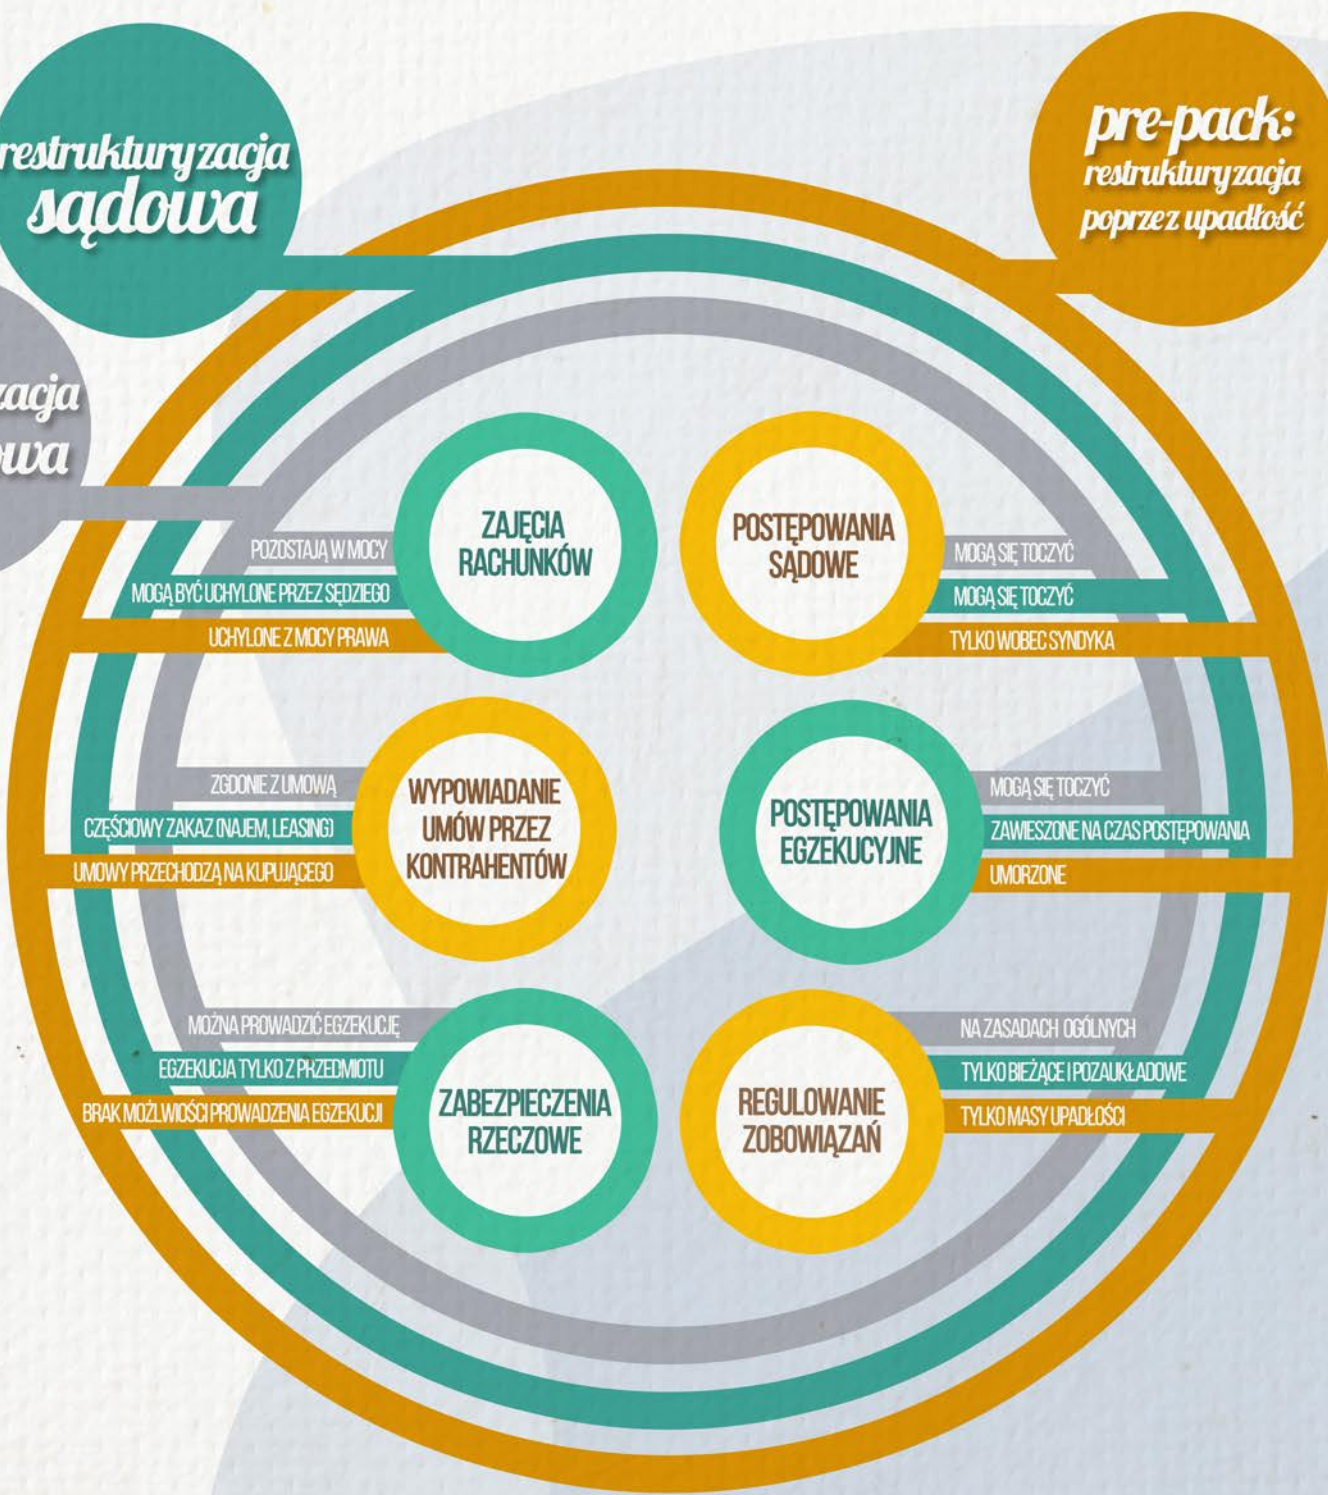 restrukturyzacja
sądowa
pre-pack:
restrukturyzacja
poprzez upadłość
zacja
owa
ZAJĘCIA
RACHUNKÓW
POZOSTAJĄ W MOCY
MOGĄ BYĆ UCHYLONE PRZEZ SĘDZIEGO
UCHYLONE Z MOCY PRAWA
POSTĘPOWANIA
SĄDOWE
MOGĄ SIĘ TOCZYĆ
MOGĄ SIĘ TOCZYĆ
TYLKO WOBEC SYNDYKA
WYPOWIADANIE
UMÓW PRZEZ
KONTRAHENTÓW
ZGDONIE Z UMOWĄ
CZĘŚCIOWY ZAKAZ (NAJEM, LEASING)
UMOWY PRZECHODZĄ NA KUPUJĄCEGO
POSTĘPOWANIA
EGZEKUCYJNE
MOGĄ SIĘ TOCZYĆ
ZAWIESZONE NA CZAS POSTĘPOWANIA
UMORZONE
ZABEZPIECZENIA
RZECZOWE
MOŻNA PROWADZIĆ EGZEKUCJĘ
EGZEKUCJA TYLKO Z PRZEDMIOTU
BRAK MOŻLWIOŚCI PROWADZENIA EGZEKUCJI
REGULOWANIE
ZOBOWIĄZAŃ
NA ZASADACH OGÓLNYCH
TYLKO BIEŻĄCE I POZAUKŁADOWE
TYLKO MASY UPADŁOŚCI